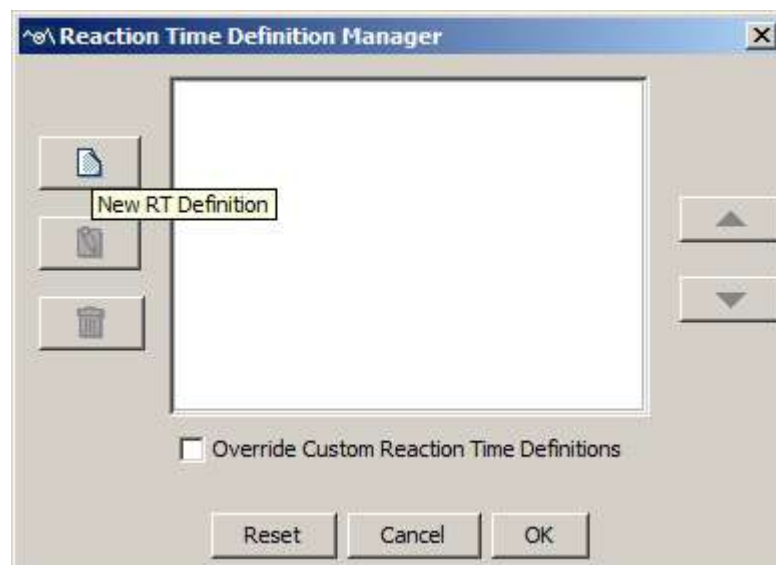 Reaction Time Definition Manager
New RT Definition
Override Custom Reaction Time Definitions
Reset Cancel OK